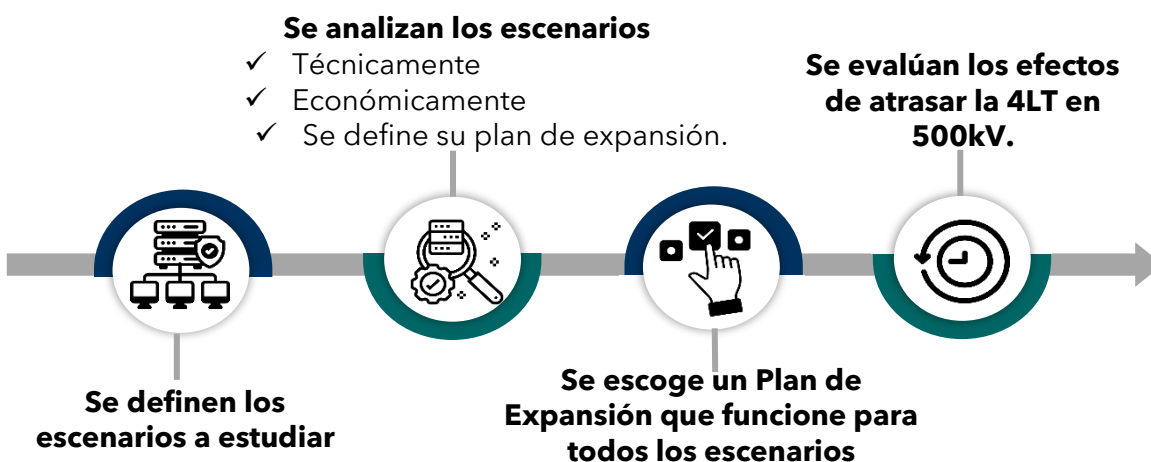 Se definen los
escenarios a estudiar
Se analizan los escenarios
✓ Técnicamente
✓ Económicamente
✓ Se define su plan de expansión.
Se escoge un Plan de
Expansión que funcione para
todos los escenarios
Se evalúan los efectos
de atrasar la 4LT en
500kV.